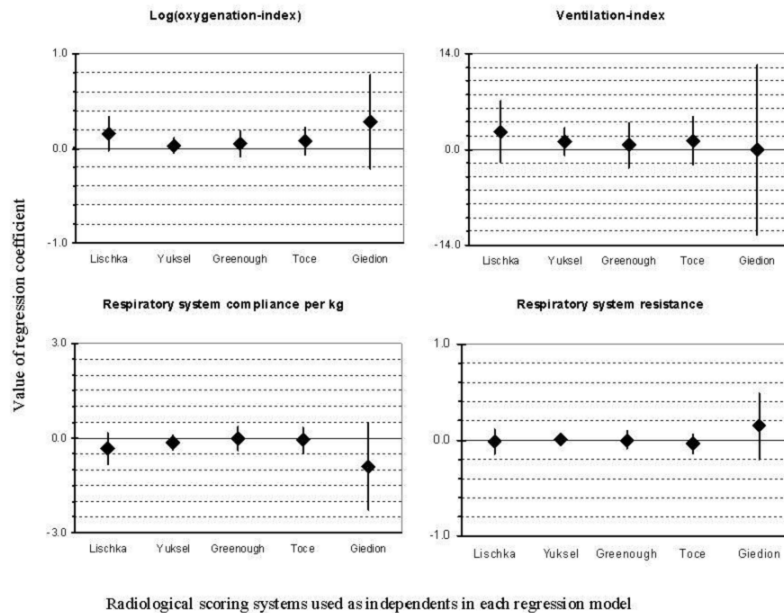 Log(oxygenation-index)
1.0
0.0
-1.0
Lischka Yuksel Greenough Toce Giedion
Ventilation-index
14.0
0.0
-14.0
Lischka Yuksel Greenough Toce Giedion
Respiratory system compliance per kg
3.0
0.0
-3.0
Lischka Yuksel Greenough Toce Giedion
Respiratory system resistance
1.0
0.0
-1.0
Lischka Yuksel Greenough Toce Giedion
Value of regression coefficient
Radiological scoring systems used as independents in each regression model